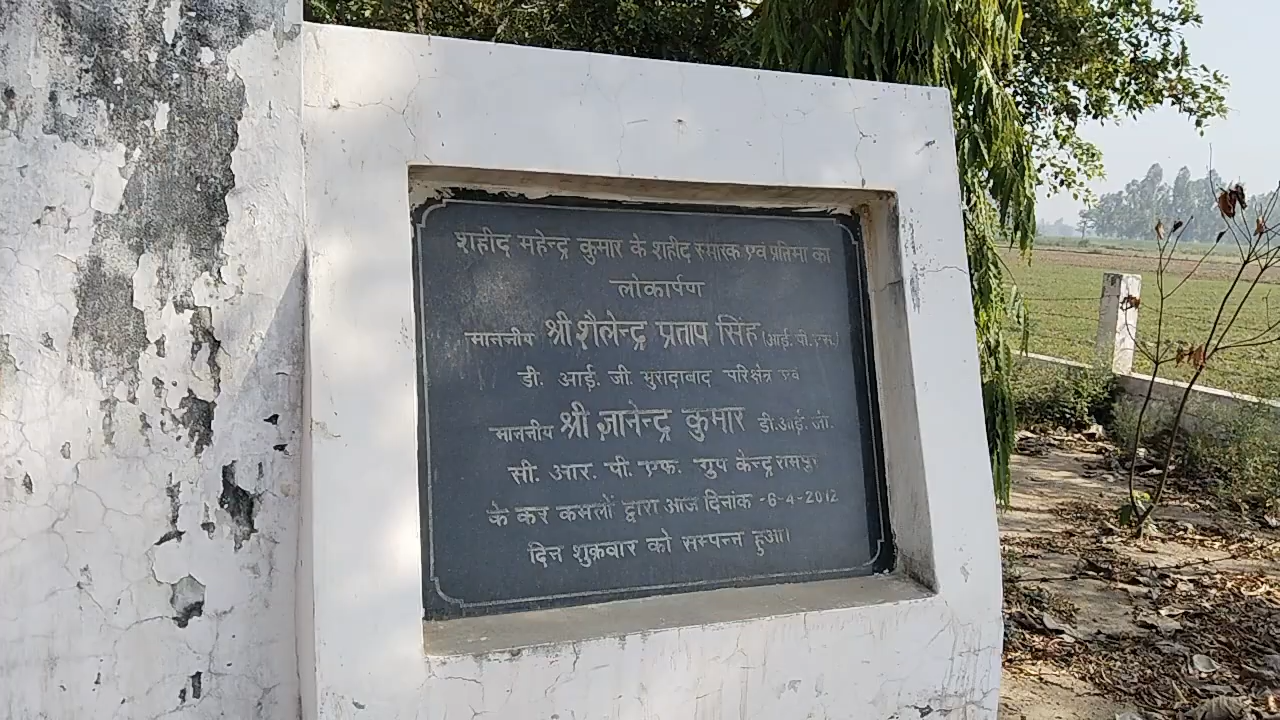 शहीद महेन्द्र कुमार के शहीद स्मारक एवं प्रतिमा का
लोकार्पण
माननीय श्री शैलेन्द्र प्रताप सिंह (आई. पी. एस.)
डी. आई. जी. मुरादाबाद परिक्षेत्र एवं
माननीय श्री ज्ञानेन्द्र कुमार डी.आई. जी.
सी. आर. पी. एफ. ग्रुप केन्द्र रामपुर
के कर कमलों द्वारा आज दिनांक -6-4-2012
दिन शुक्रवार को सम्पन्न हुआ।